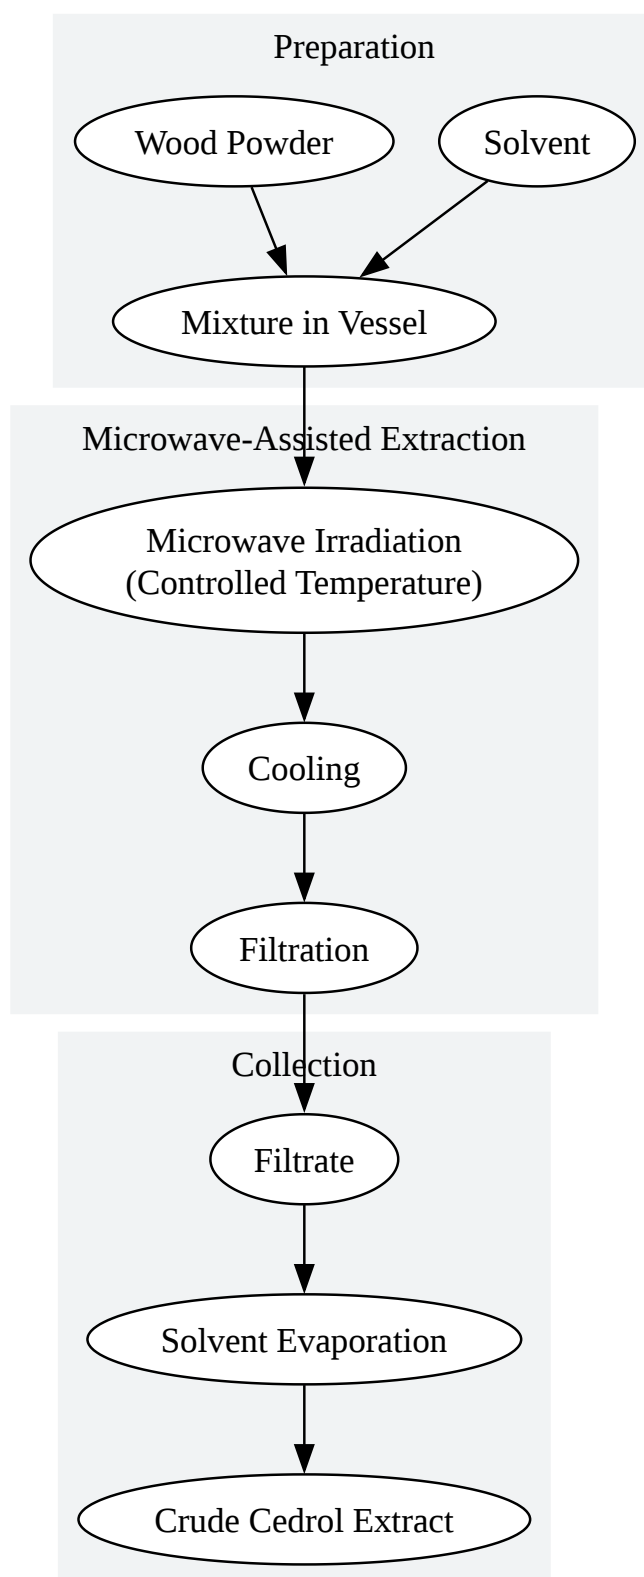 Preparation
Wood Powder
Solvent
Mixture in Vessel
Microwave-Assisted Extraction
Microwave Irradiation
(Controlled Temperature)
Cooling
Filtration
Collection
Filtrate
Solvent Evaporation
Crude Cedrol Extract